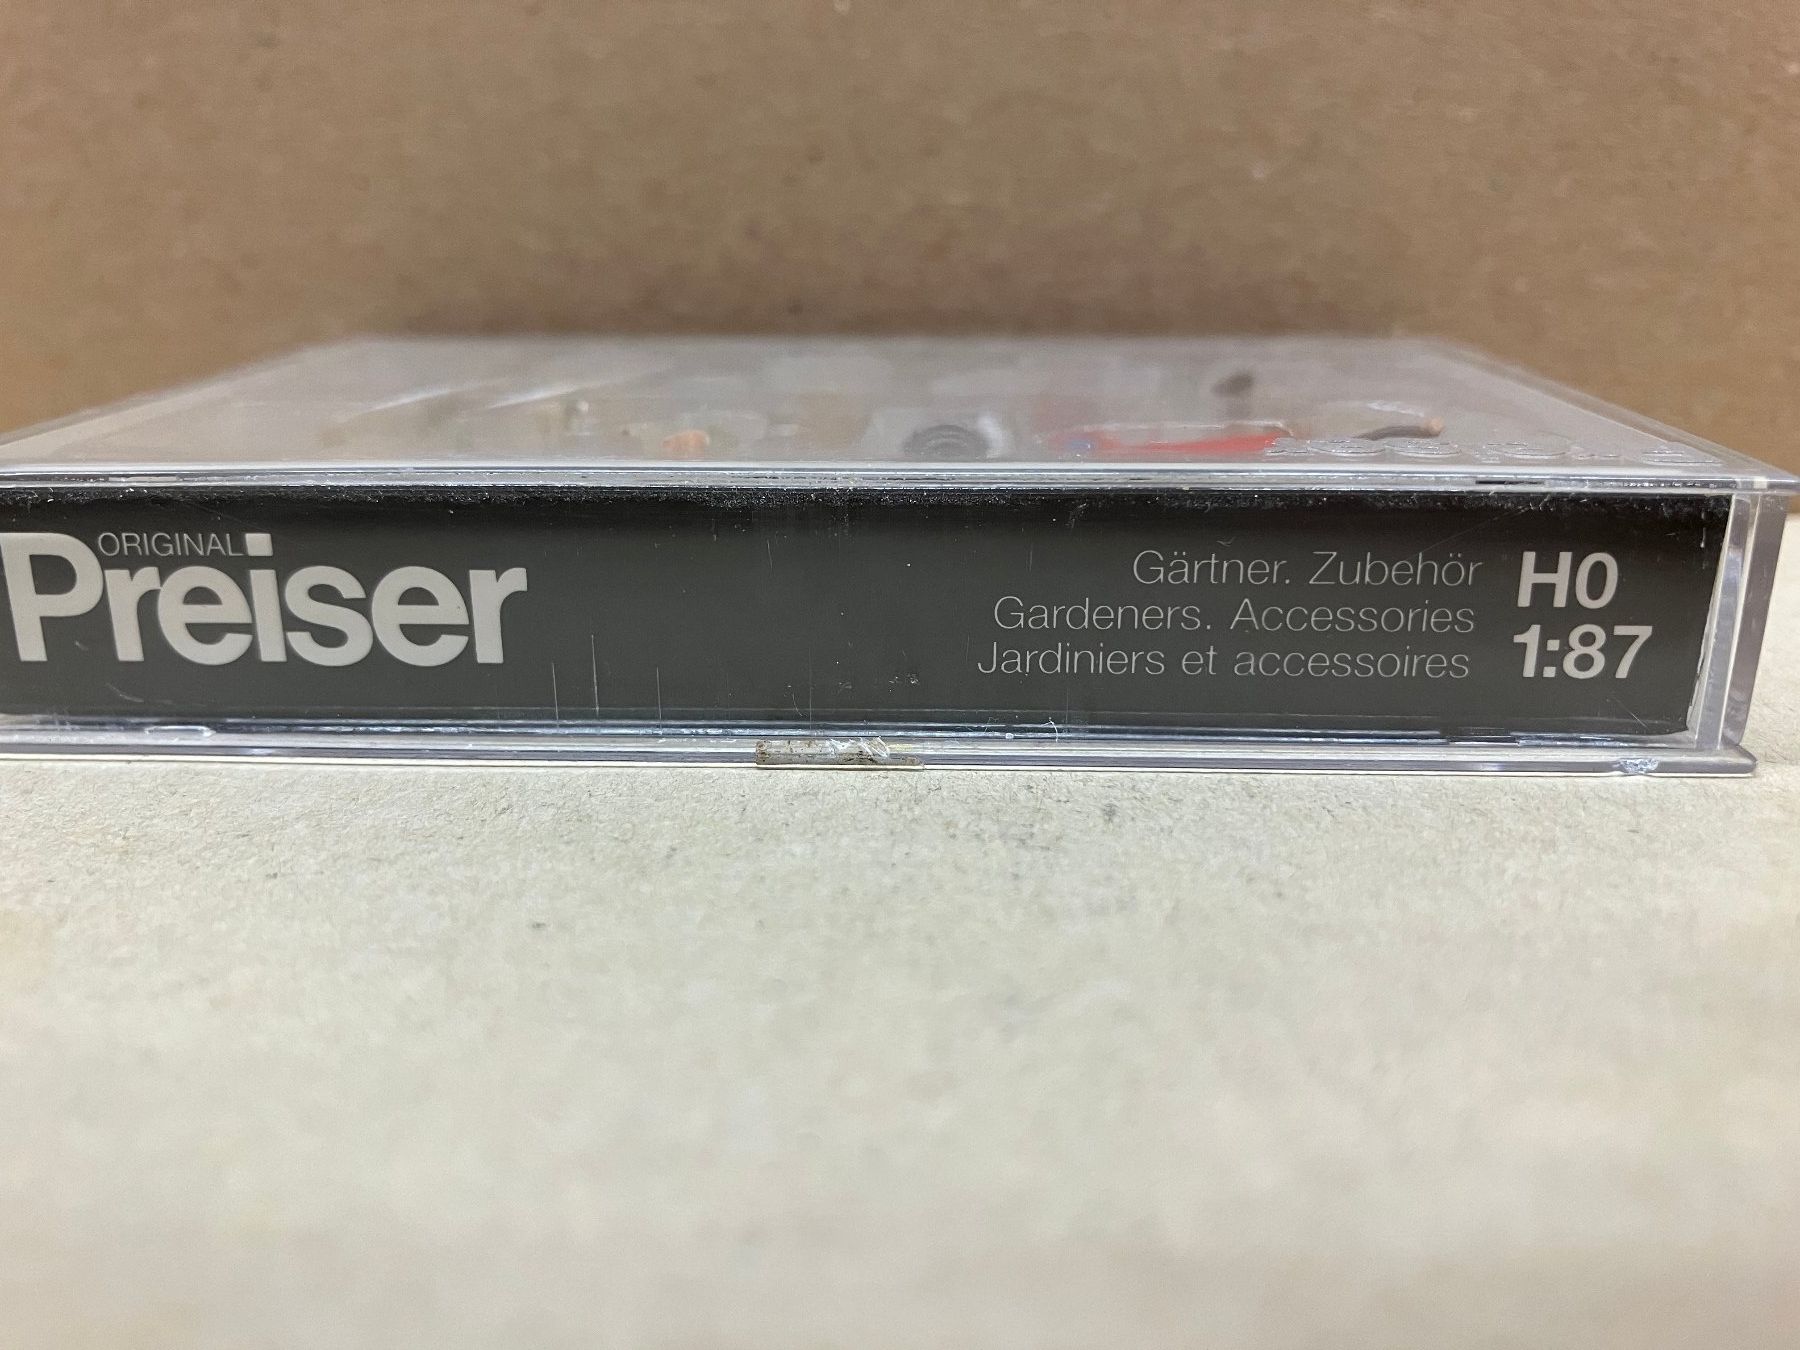 ORIGINAL
Preiser
Gärtner. Zubehör
Gardeners. Accessories
Jardiniers et accessoires
H0
1:87